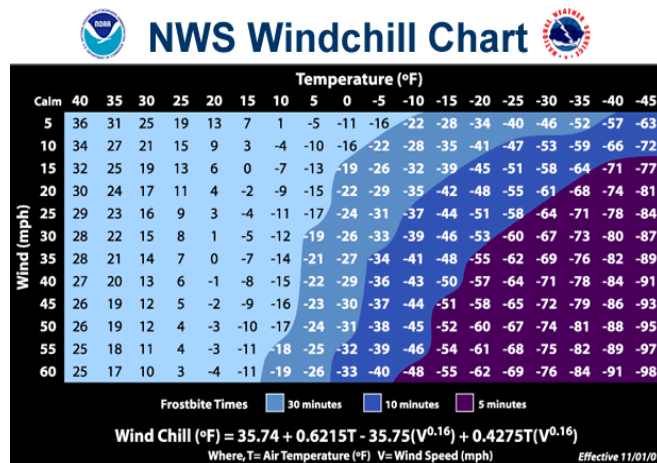 NOAA
NWS Windchill Chart
Temperature (ºF)
Calm 40 35 30 25 20 15 10 5 0 -5 -10 -15 -20 -25 -30 -35 -40 -45
5 36 31 25 19 13 7 1 -5 -11 -16 -22 -28 -34 -40 -46 -52 -57 -63
10 34 27 21 15 9 3 -4 -10 -16 -22 -28 -35 -41 -47 -53 -59 -66 -72
15 32 25 19 13 6 0 -7 -13 -19 -26 -32 -39 -45 -51 -58 -64 -71 -77
20 30 24 17 11 4 -2 -9 -15 -22 -29 -35 -42 -48 -55 -61 -68 -74 -81
25 29 23 16 9 3 -4 -11 -17 -24 -31 -37 -44 -51 -58 -64 -71 -78 -84
30 28 22 15 8 1 -5 -12 -19 -26 -33 -39 -46 -53 -60 -67 -73 -80 -87
35 28 21 14 7 0 -7 -14 -21 -27 -34 -41 -48 -55 -62 -69 -76 -82 -89
40 27 20 13 6 -1 -8 -15 -22 -29 -36 -43 -50 -57 -64 -71 -78 -84 -91
45 26 19 12 5 -2 -9 -16 -23 -30 -37 -44 -51 -58 -65 -72 -79 -86 -93
50 26 19 12 4 -3 -10 -17 -24 -31 -38 -45 -52 -60 -67 -74 -81 -88 -95
55 25 18 11 4 -3 -11 -18 -25 -32 -39 -46 -54 -61 -68 -75 -82 -89 -97
60 25 17 10 3 -4 -11 -19 -26 -33 -40 -48 -55 -62 -69 -76 -84 -91 -98
Wind (mph)
Frostbite Times 30 minutes 10 minutes 5 minutes
Wind Chill (ºF) = 35.74 + 0.6215T - 35.75(V0.16) + 0.4275T(V0.16)
Where, T= Air Temperature (ºF) V= Wind Speed (mph)
Effective 11/01/0